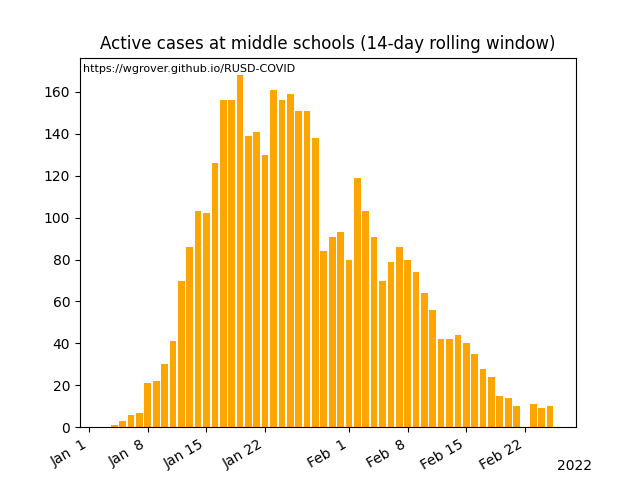 Active cases at middle schools (14-day rolling window)
https://wgrover.github.io/RUSD-COVID
160
140
120
100
80
60
40
20
0
Jan 1
Jan 8
Jan 15
Jan 22
Feb 1
Feb 8
Feb 15
Feb 22
2022